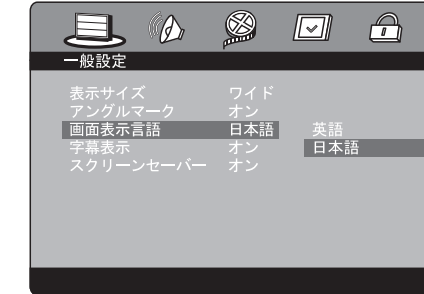 一般設定
表示サイズ ワイド
アングルマーク オン
画面表示言語 日本語 英語
字幕表示 オン 日本語
スクリーンセーバー オン